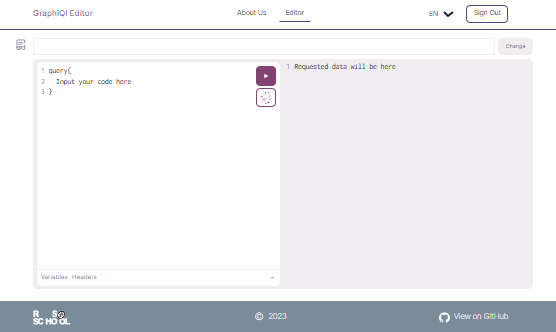 GraphiQl Editor
About Us
Editor
EN
Sign Out
Change
1 query{
2 Input your code here
3 }
1 Requested data will be here
Variables Headers
RS
SCHOOL
© 2023
View on GitHub